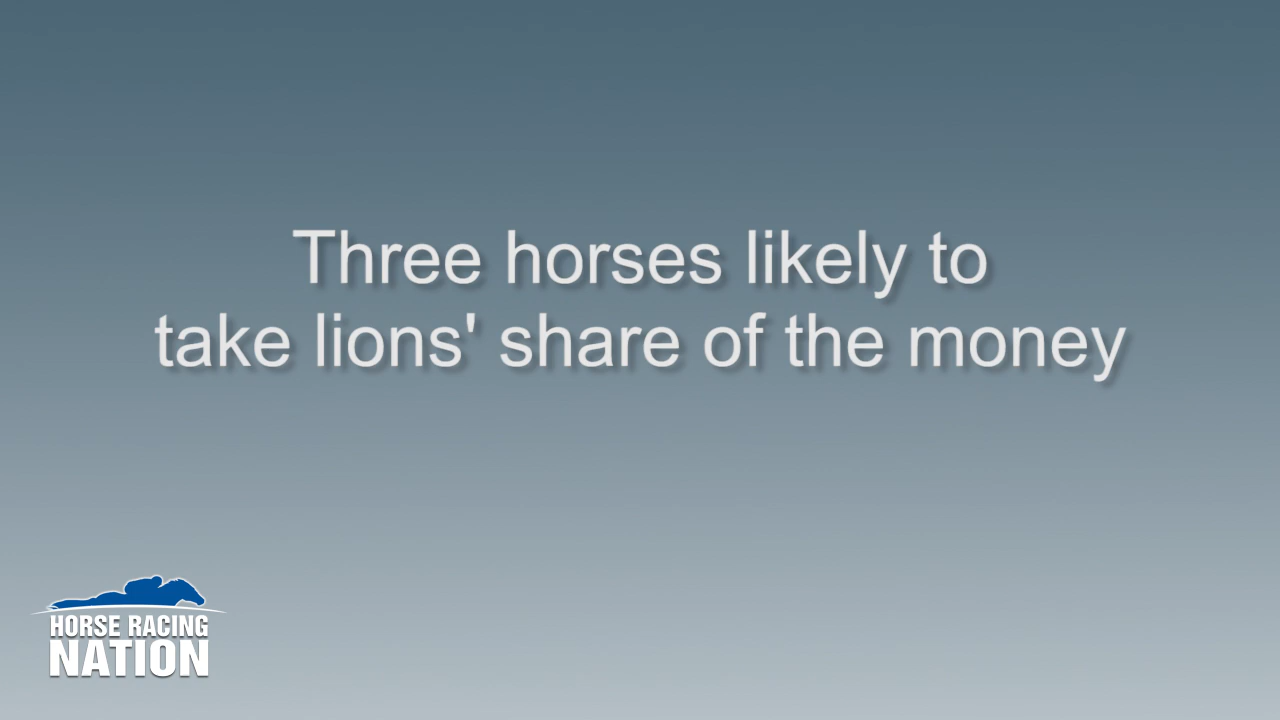 Three horses likely to
take lions' share of the money
HORSE RACING
NATION